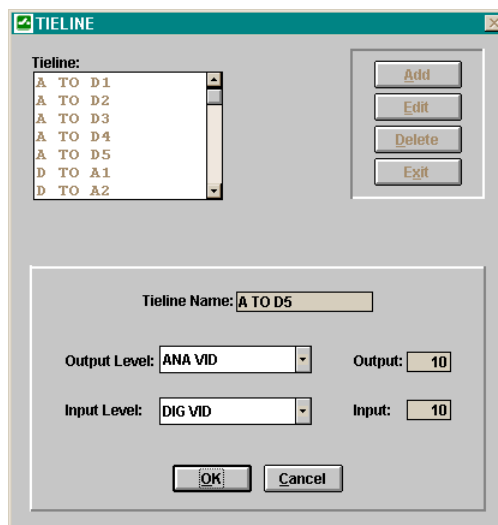 TIELINE
Tieline:
A TO D1
A TO D2
A TO D3
A TO D4
A TO D5
D TO A1
D TO A2
Add
Edit
Delete
Exit
Tieline Name: A TO D5
Output Level: ANA VID Output: 10
Input Level: DIG VID Input: 10
OK Cancel